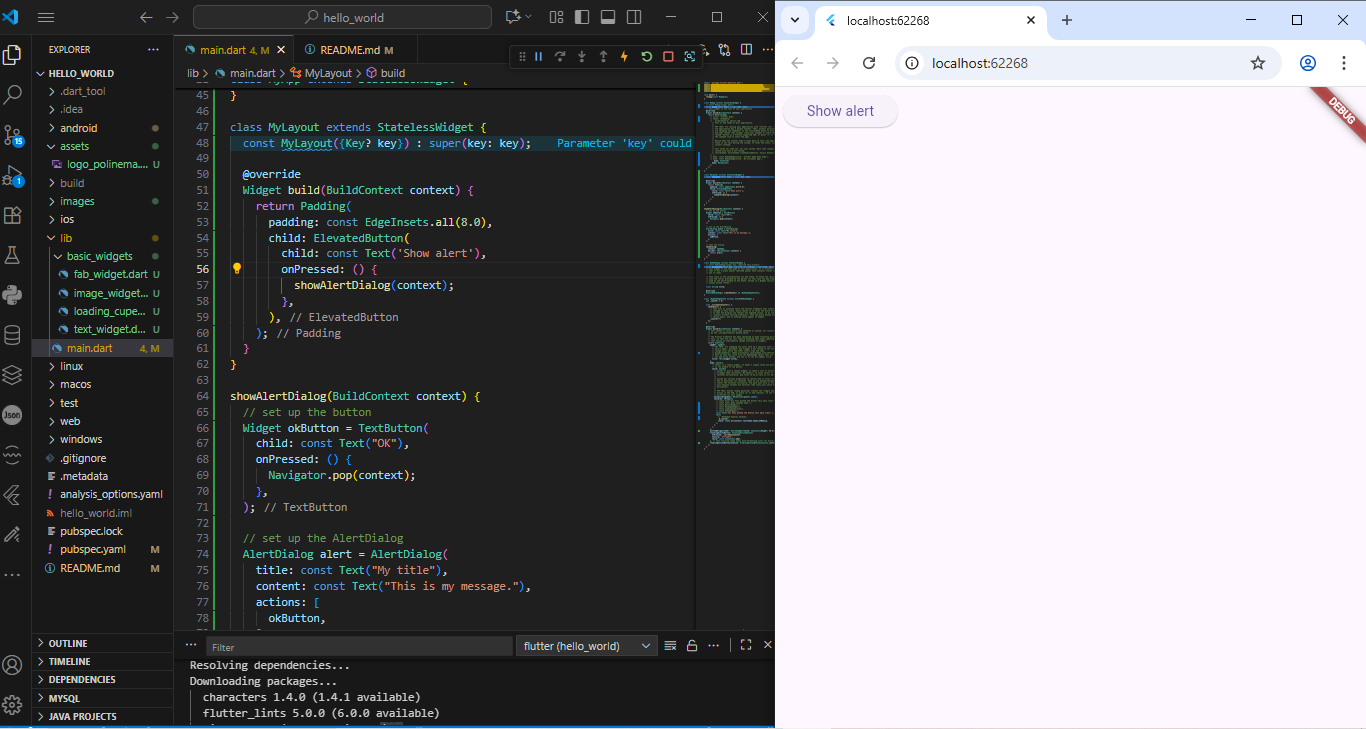 hello_world
EXPLORER
HELLO_WORLD
.dart_tool
.idea
android
assets
logo_polinema.... U
build
images
ios
lib
basic_widgets
fab_widget.dart U
image_widget... U
loading_cupe... U
text_widget.d... U
main.dart 4, M
linux
macos
test
web
windows
.gitignore
.metadata
analysis_options.yaml
hello_world.iml
pubspec.lock
pubspec.yaml M
README.md M
OUTLINE
TIMELINE
DEPENDENCIES
MYSQL
JAVA PROJECTS
15
1
Json
main.dart 4, M
README.md M
lib > main.dart > MyLayout > build
45 }
46
47 class MyLayout extends StatelessWidget {
48 const MyLayout({Key? key}) : super(key: key); Parameter 'key' could
49
50 @override
51 Widget build(BuildContext context) {
52 return Padding(
53 padding: const EdgeInsets.all(8.0),
54 child: ElevatedButton(
55 child: const Text('Show alert'),
56 onPressed: () {
57 showAlertDialog(context);
58 },
59 ), // ElevatedButton
60 ); // Padding
61 }
62 }
63
64 showAlertDialog(BuildContext context) {
65 // set up the button
66 Widget okButton = TextButton(
67 child: const Text("OK"),
68 onPressed: () {
69 Navigator.pop(context);
70 },
71 ); // TextButton
72
73 // set up the AlertDialog
74 AlertDialog alert = AlertDialog(
75 title: const Text("My title"),
76 content: const Text("This is my message."),
77 actions: [
78 okButton,
Filter
flutter (hello_world)
Resolving dependencies...
Downloading packages...
characters 1.4.0 (1.4.1 available)
flutter_lints 5.0.0 (6.0.0 available)
localhost:62268
localhost:62268
Show alert
DEBUG